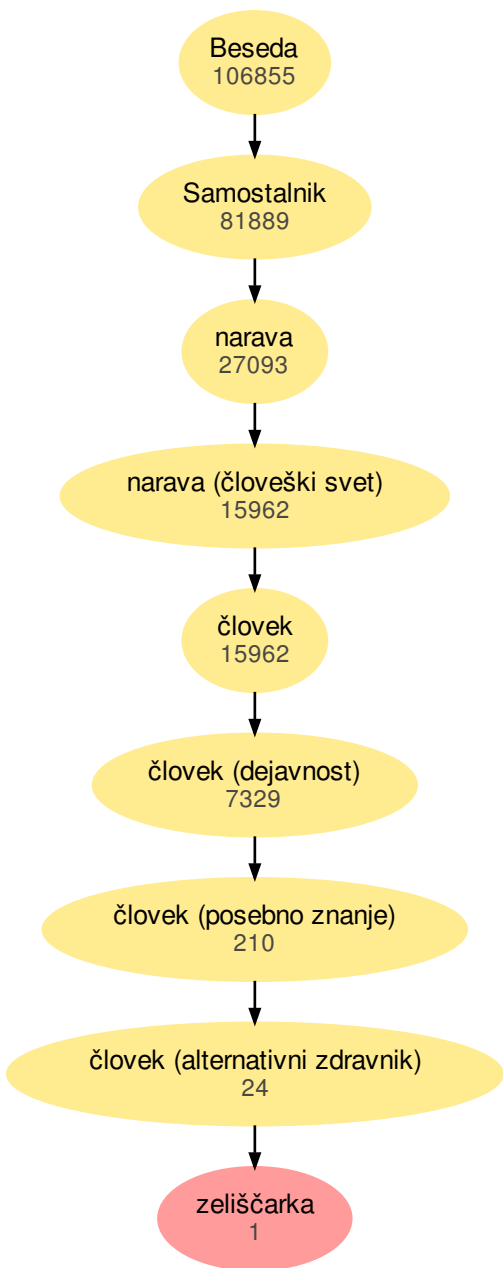 Beseda
106855
Samostalnik
81889
narava
27093
narava (človeški svet)
15962
človek
15962
človek (dejavnost)
7329
človek (posebno znanje)
210
človek (alternativni zdravnik)
24
zeliščarka
1